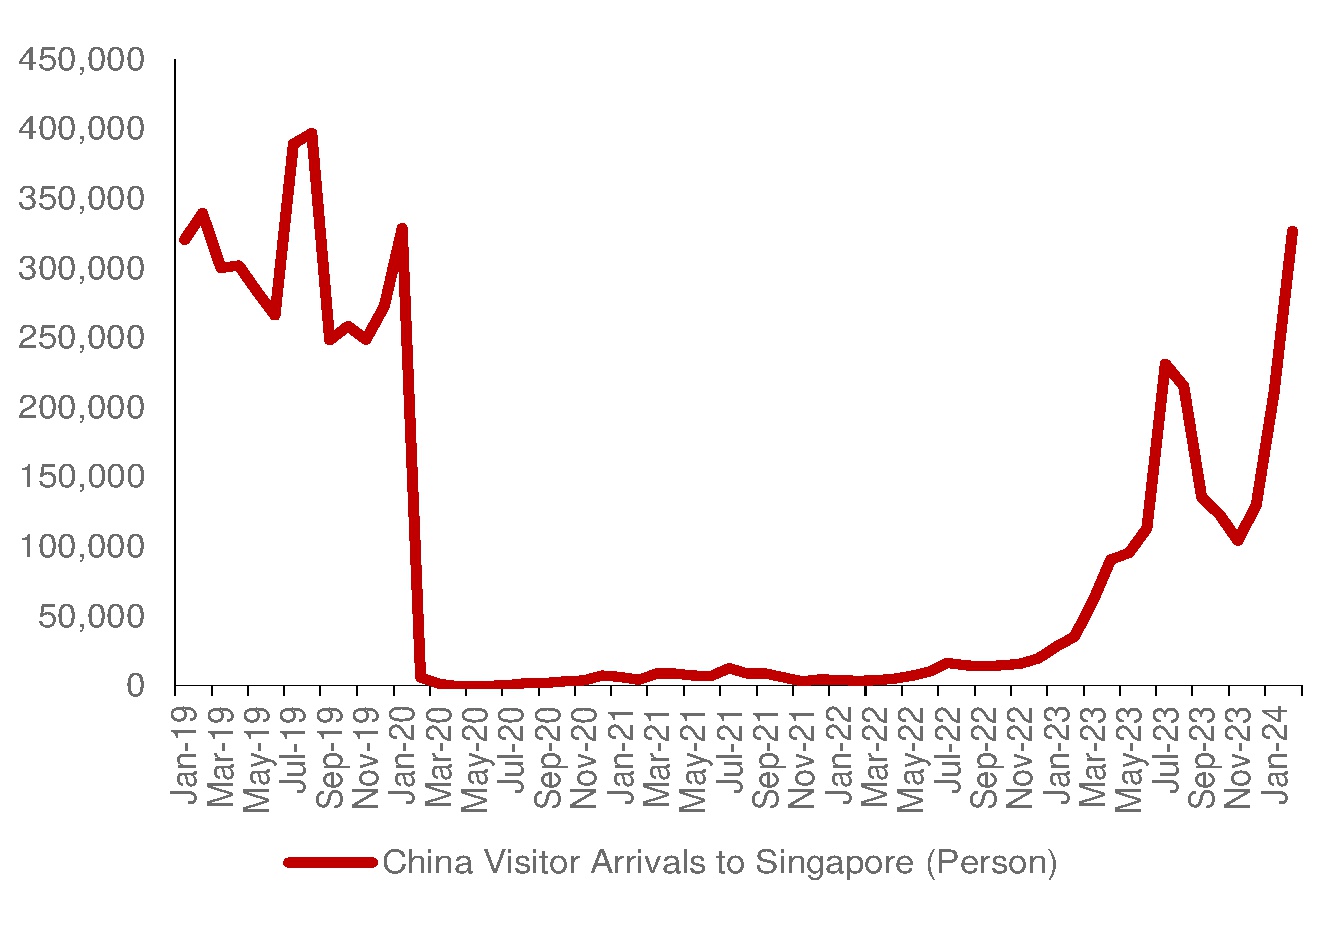 450,000
400,000
350,000
300,000
250,000
200,000
150,000
100,000
50,000
0
Jan-19
Mar-19
May-19
Jul-19
Sep-19
Nov-19
Jan-20
Mar-20
May-20
Jul-20
Sep-20
Nov-20
Jan-21
Mar-21
May-21
Jul-21
Sep-21
Nov-21
Jan-22
Mar-22
May-22
Jul-22
Sep-22
Nov-22
Jan-23
Mar-23
May-23
Jul-23
Sep-23
Nov-23
Jan-24
China Visitor Arrivals to Singapore (Person)